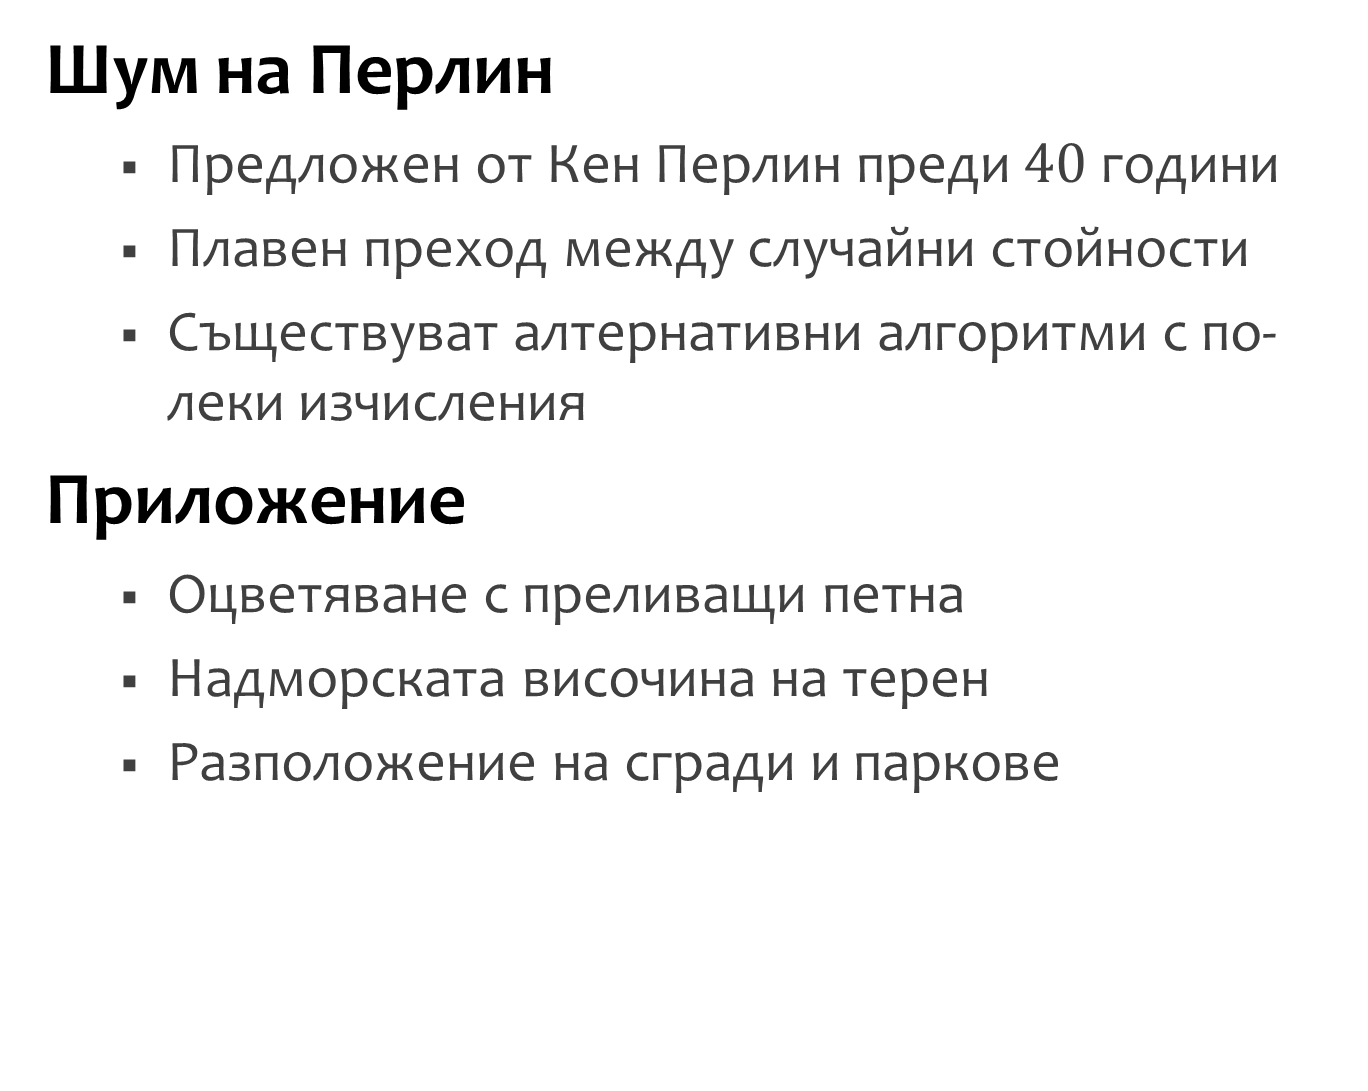 Шум на Перлин
▪ Предложен от Кен Перлин преди 40 години
▪ Плавен преход между случайни стойности
▪ Съществуват алтернативни алгоритми с по-
леки изчисления
Приложение
▪ Оцветяване с преливащи петна
▪ Надморската височина на терен
▪ Разположение на сгради и паркове